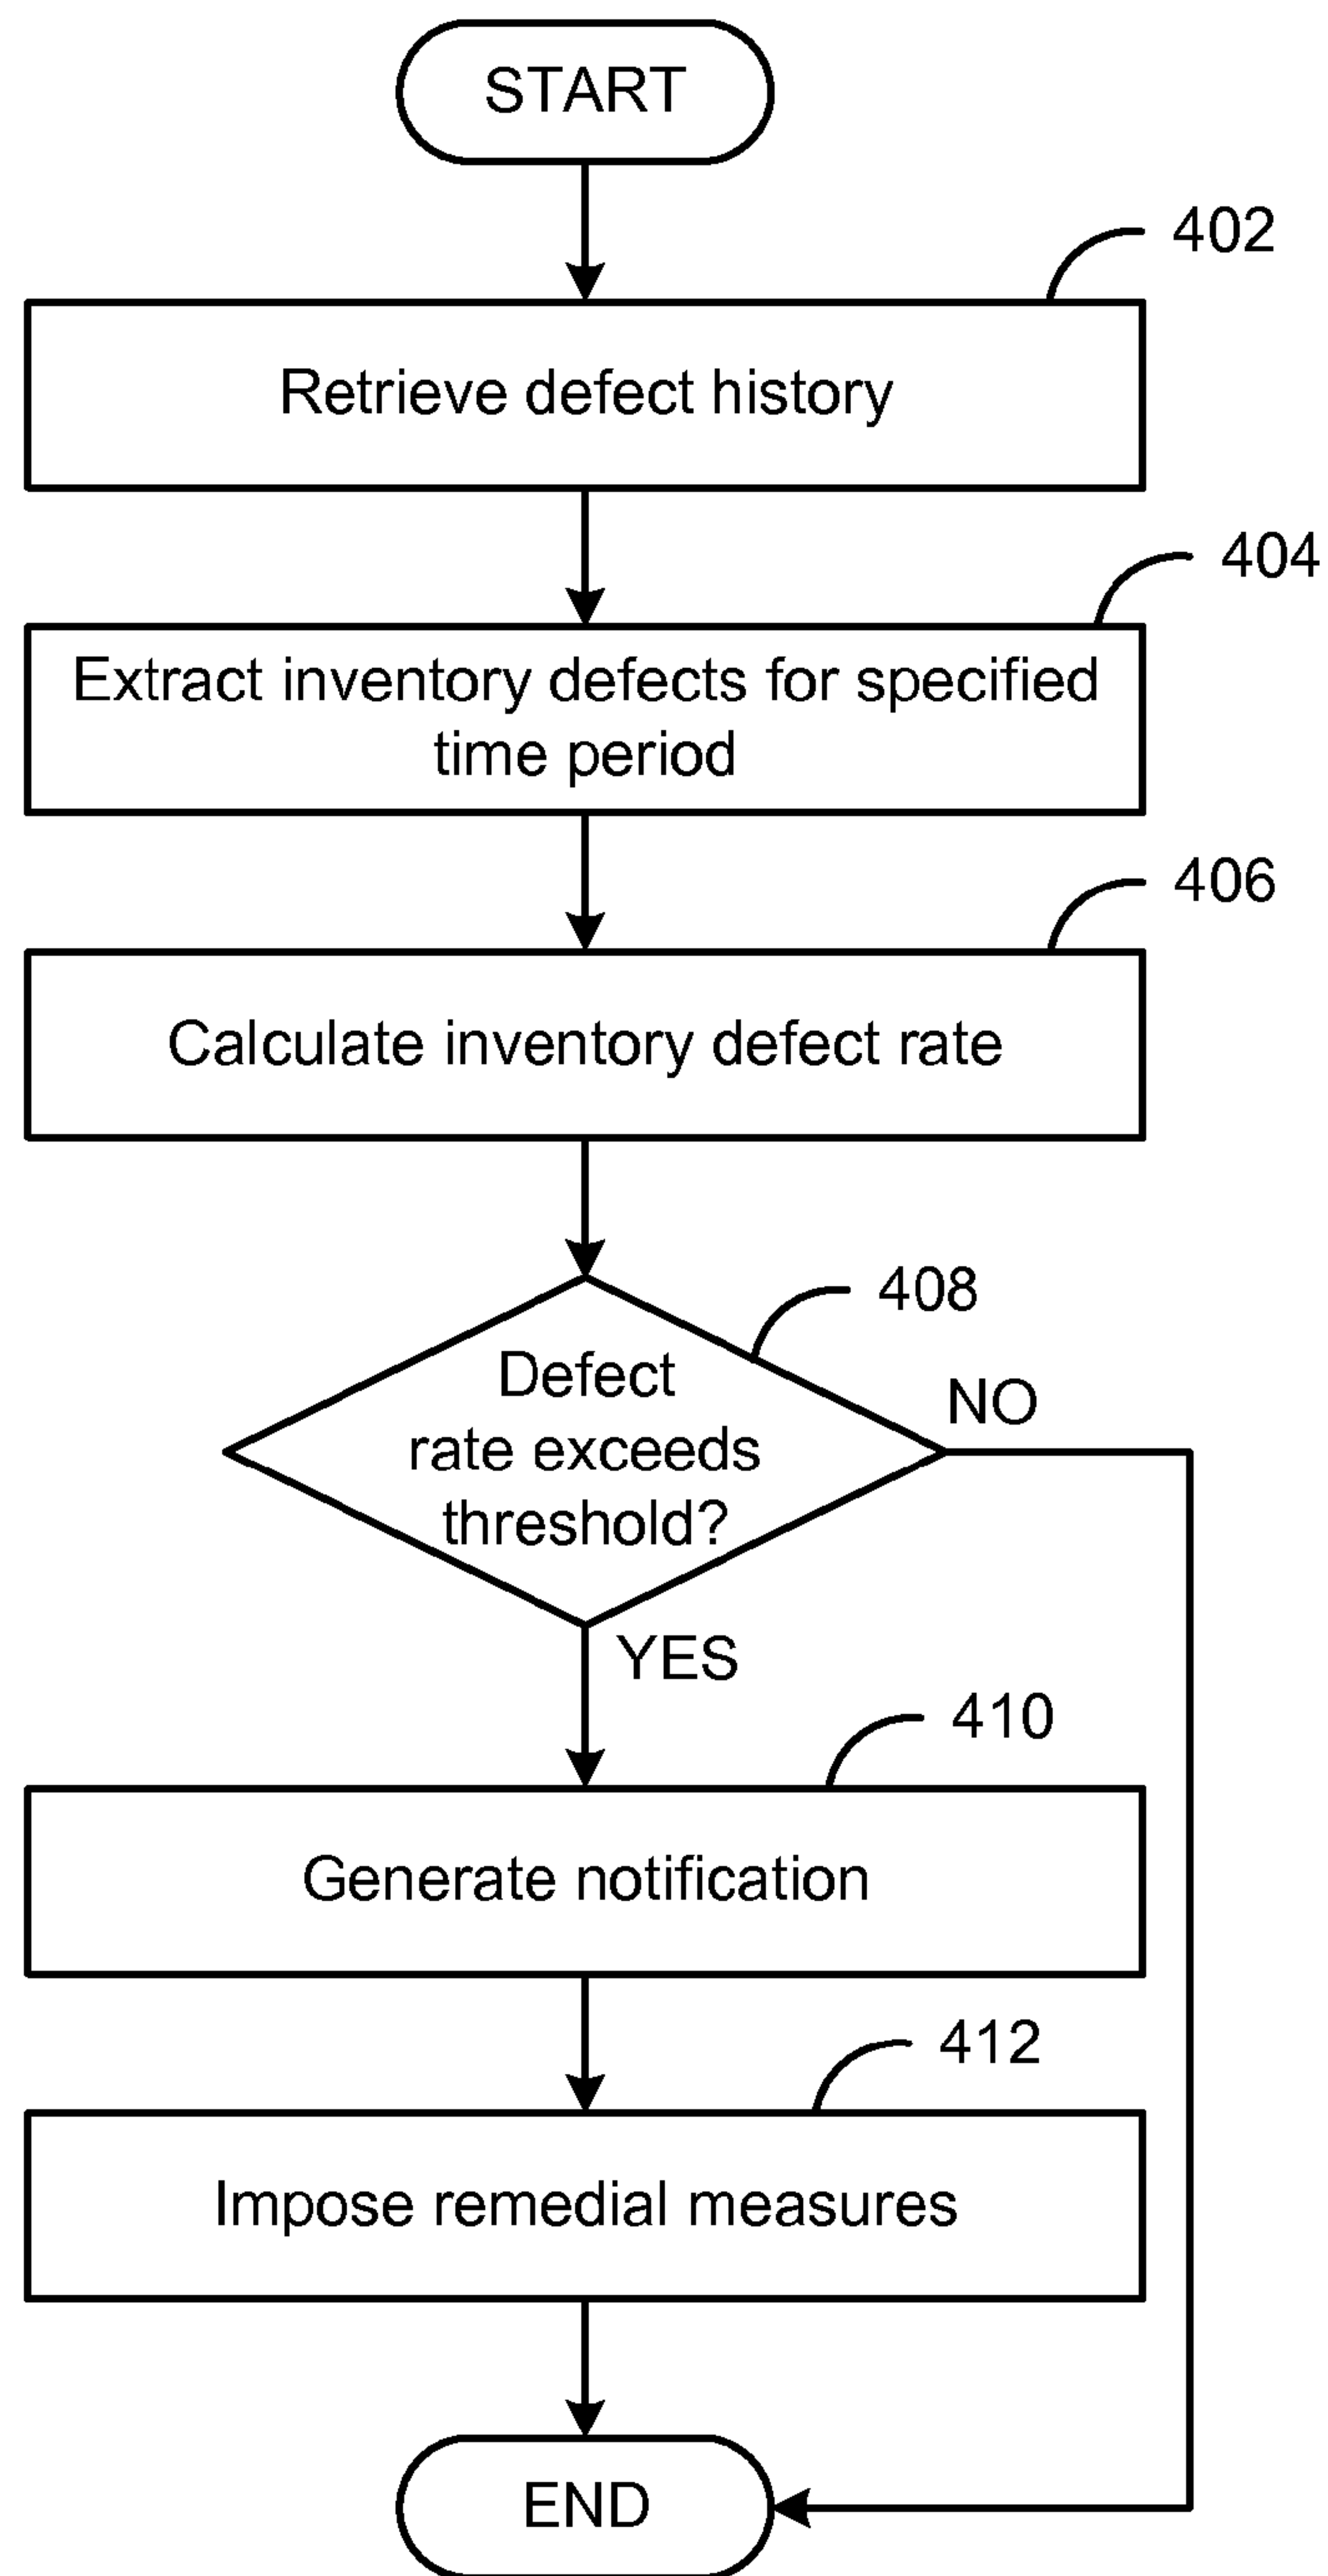 START
402
Retrieve defect history
404
Extract inventory defects for specified
time period
406
Calculate inventory defect rate
408
Defect
rate exceeds
threshold?
NO
YES
410
Generate notification
412
Impose remedial measures
END